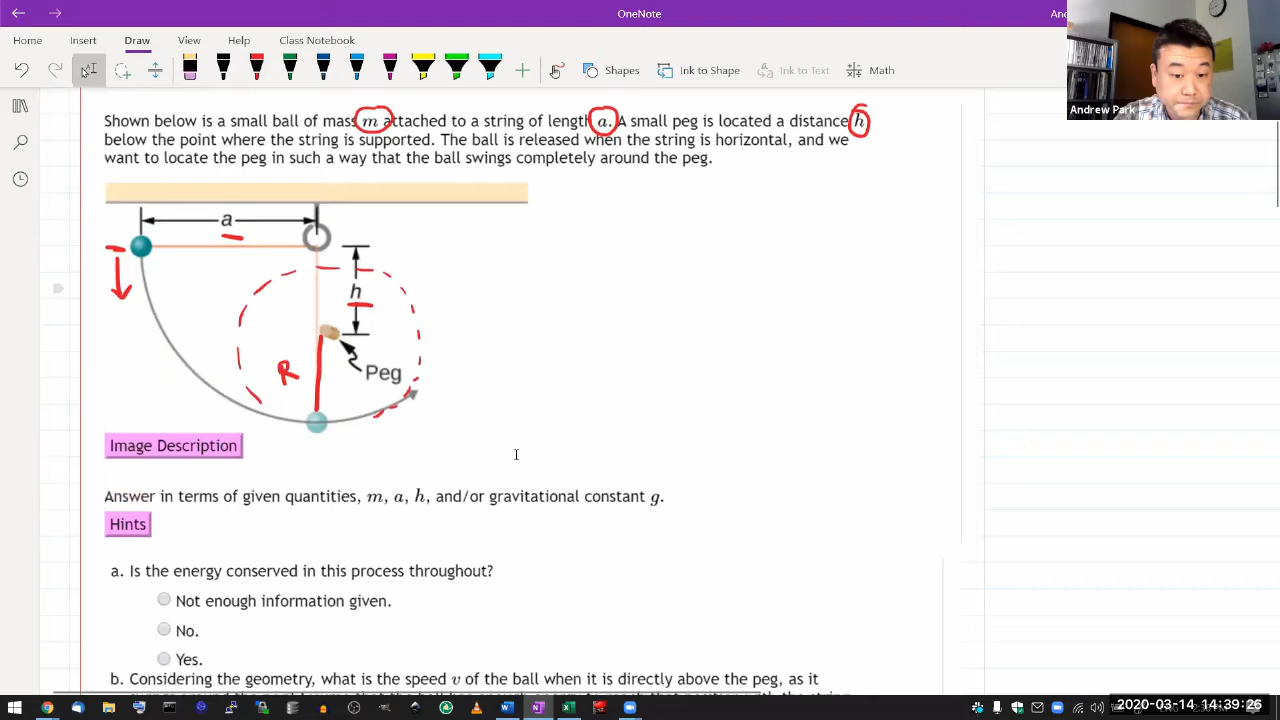 OneNote
An
Home
Insert
Draw
View
Help
Class Notebook
Shapes
Ink to Shape
Ink to Text
Math
Andrew Park
Shown below is a small ball of mass m attached to a string of length a. A small peg is located a distance h
below the point where the string is supported. The ball is released when the string is horizontal, and we
want to locate the peg in such a way that the ball swings completely around the peg.
a
h
R
Peg
Image Description
Answer in terms of given quantities, m, a, h, and/or gravitational constant g.
Hints
a. Is the energy conserved in this process throughout?
Not enough information given.
No.
Yes.
b. Considering the geometry, what is the speed v of the ball when it is directly above the peg, as it
2020-03-14 14:39:26